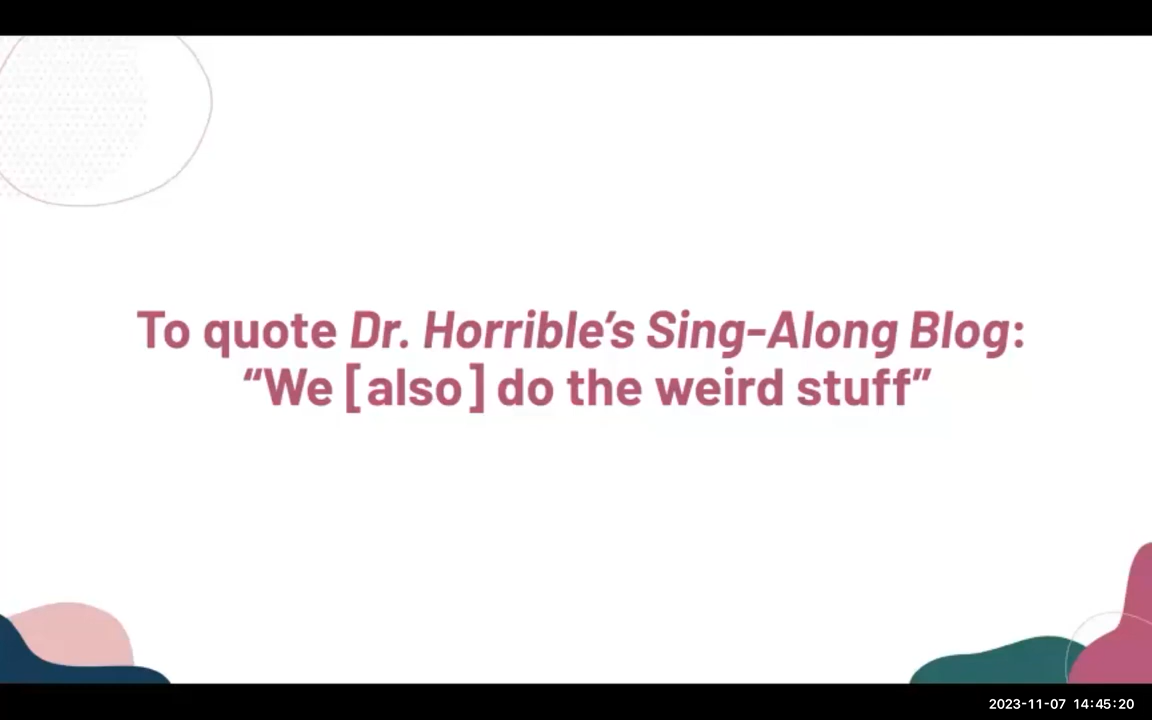 To quote Dr. Horrible’s Sing-Along Blog:
“We [also] do the weird stuff”
2023-11-07 14:45:20